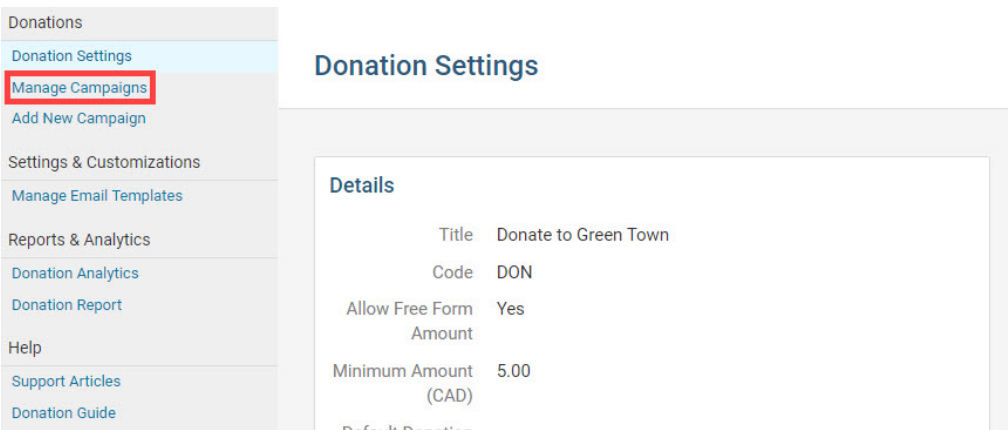 Donations
Donation Settings
Manage Campaigns
Add New Campaign
Settings & Customizations
Manage Email Templates
Reports & Analytics
Donation Analytics
Donation Report
Help
Support Articles
Donation Guide
Donation Settings
Details
Title Donate to Green Town
Code DON
Allow Free Form Yes
Amount
Minimum Amount 5.00
(CAD)
Default Donation